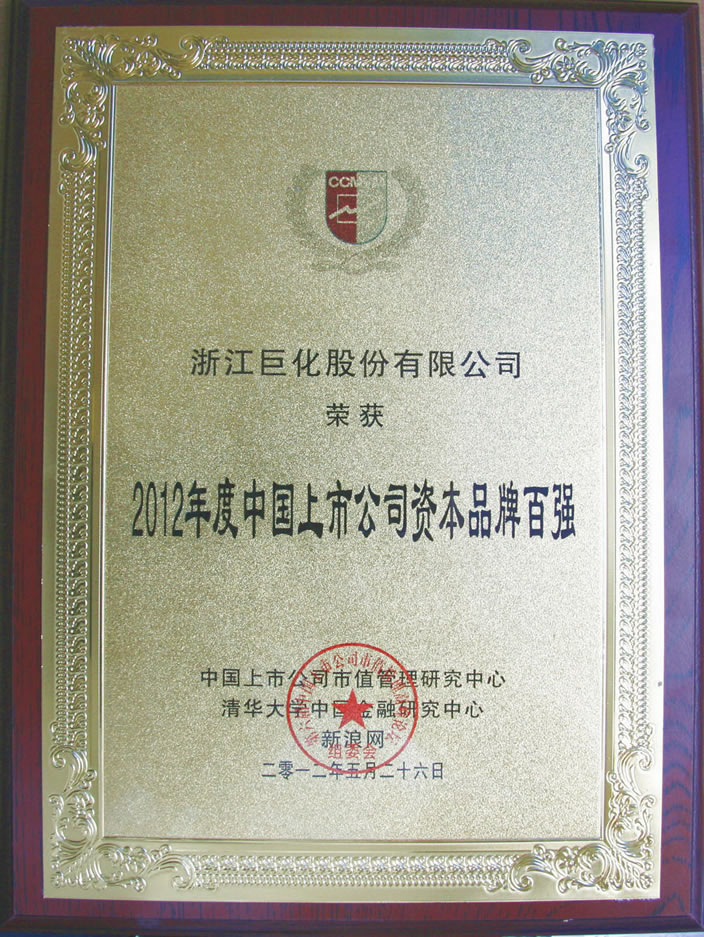 浙江巨化股份有限公司
荣获
2012年度中国上市公司资本品牌百强
中国上市公司市值管理研究中心
清华大学中国金融研究中心
新浪网
二零一二年五月二十六日
组委会